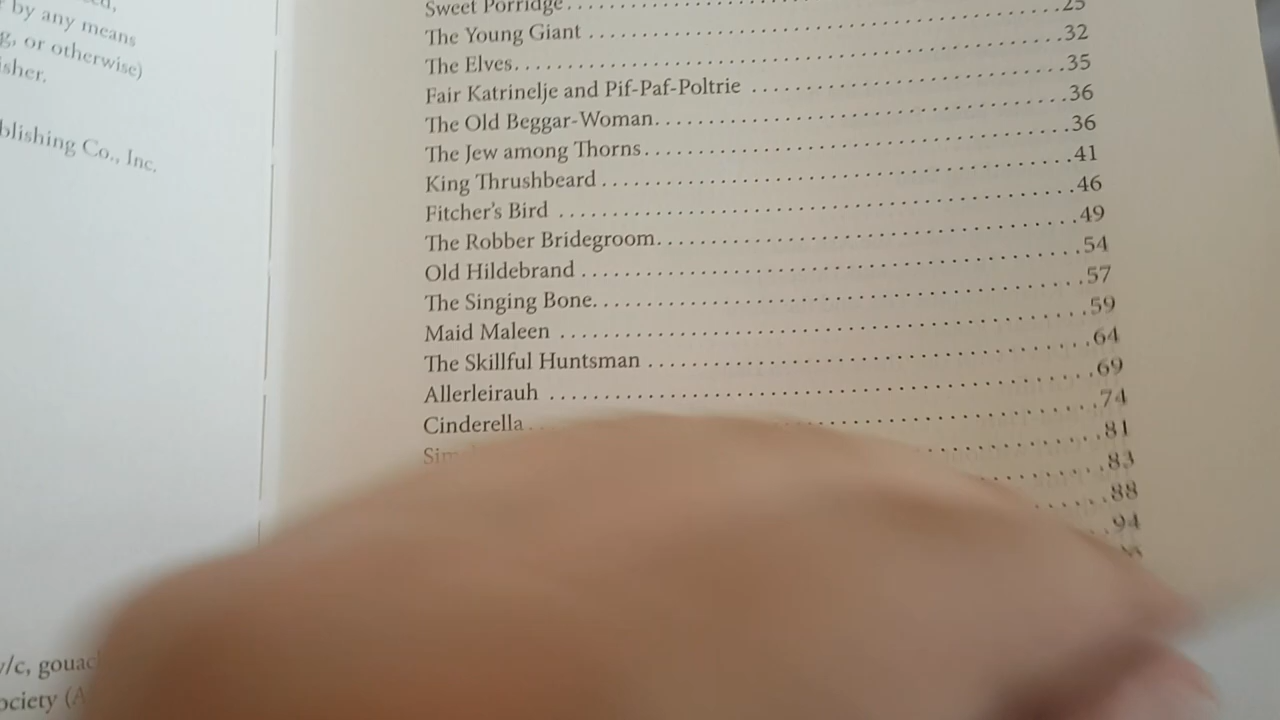 by any means
or otherwise)
blishing Co., Inc.
gouac
ociety (A
Sweet Porridge
The Young Giant 25
The Elves 32
Fair Katrinelje and Pif-Paf-Poltrie 35
The Old Beggar-Woman 36
The Jew among Thorns 36
King Thrushbeard 41
Fitcher's Bird 46
The Robber Bridegroom 49
Old Hildebrand 54
The Singing Bone 57
Maid Maleen 59
The Skillful Huntsman 64
Allerleirauh 69
Cinderella 74
81
83
88
94